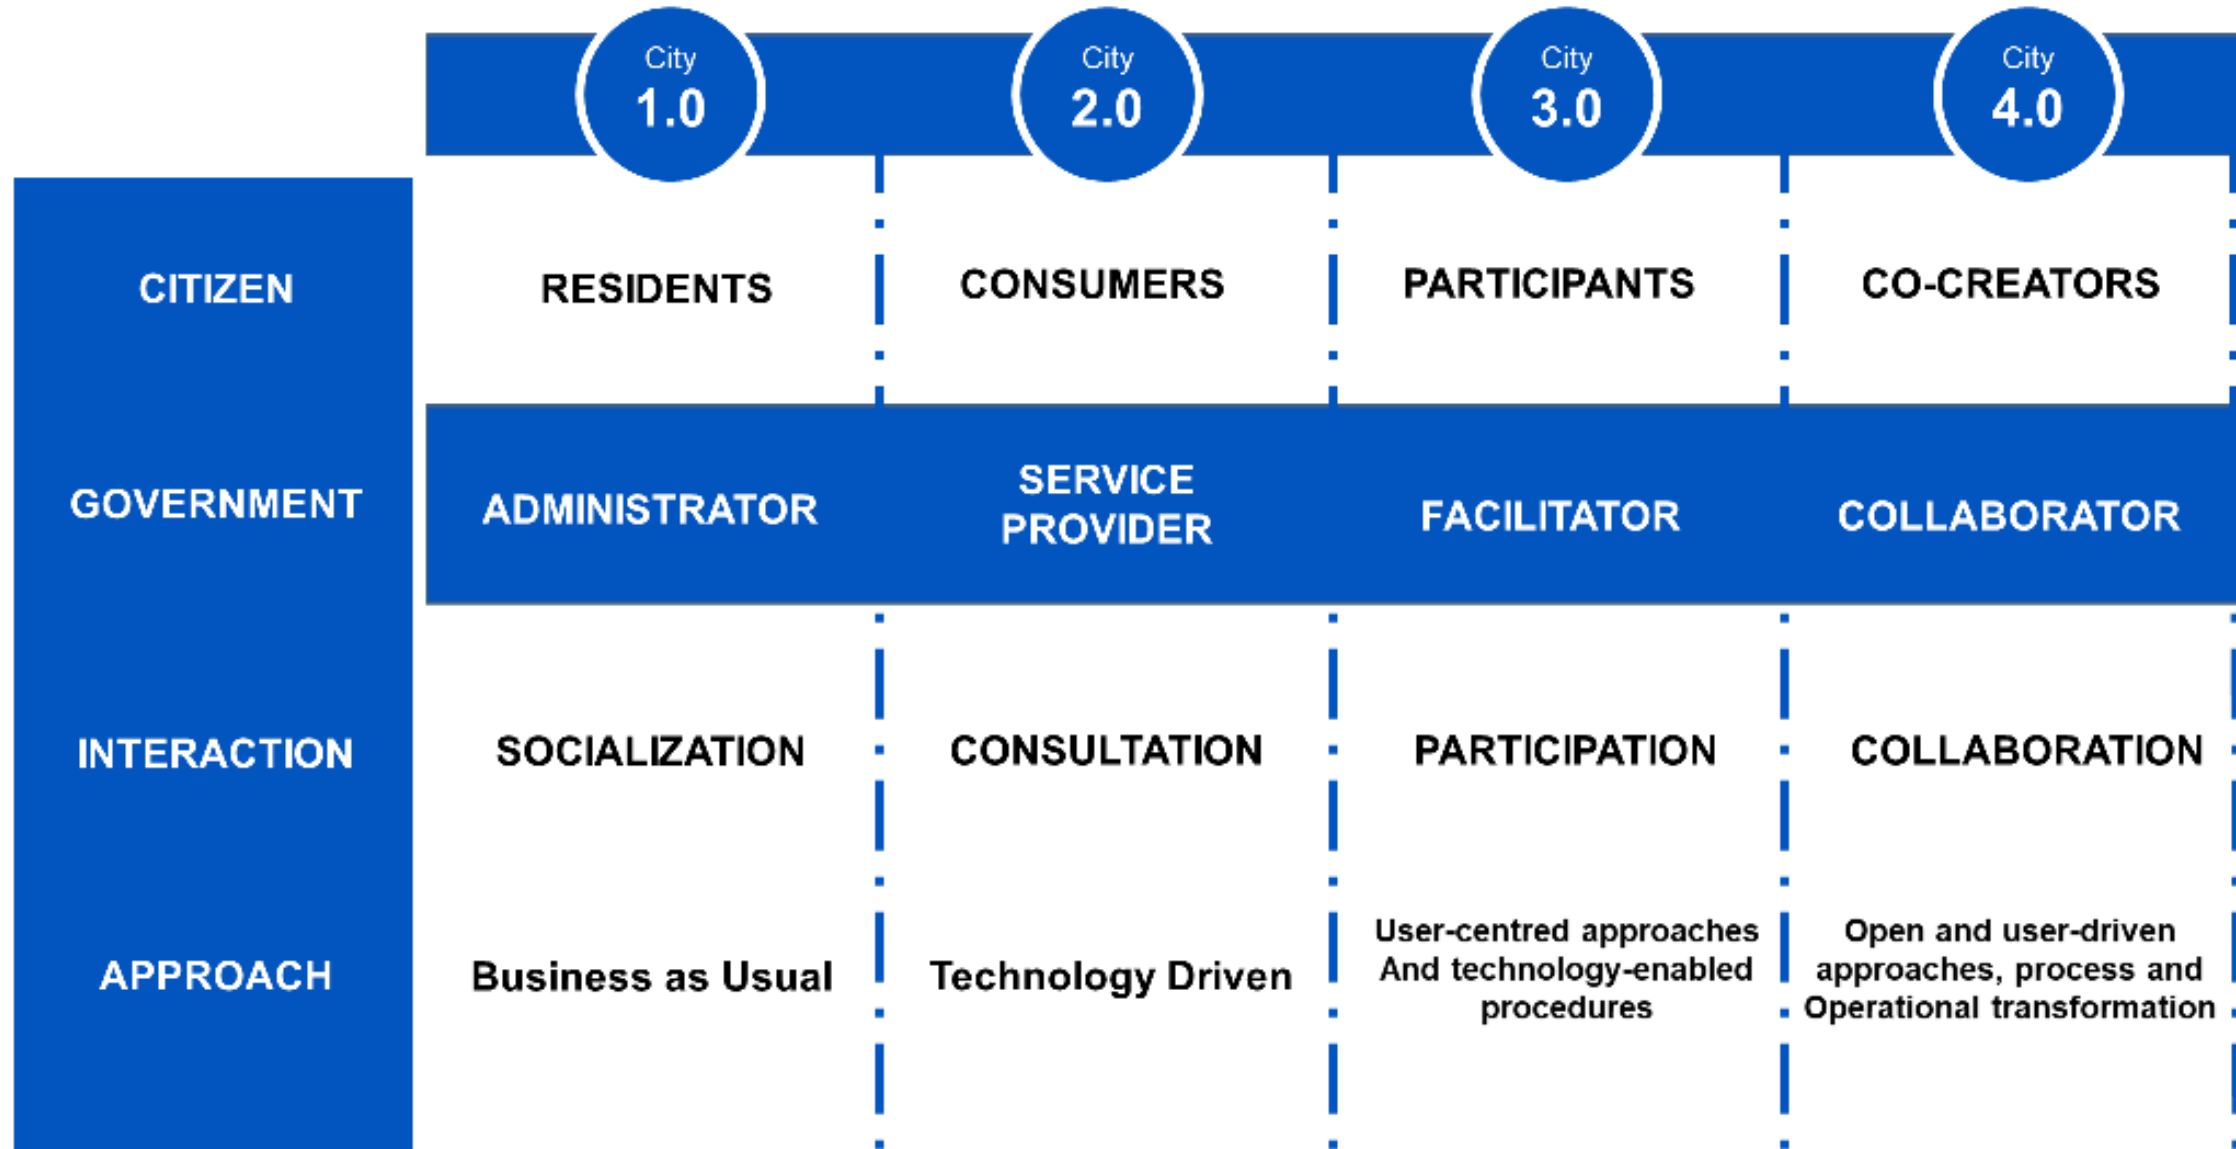 City
1.0
City
2.0
City
3.0
City
4.0
CITIZEN
RESIDENTS
CONSUMERS
PARTICIPANTS
CO-CREATORS
GOVERNMENT
ADMINISTRATOR
SERVICE
PROVIDER
FACILITATOR
COLLABORATOR
INTERACTION
SOCIALIZATION
CONSULTATION
PARTICIPATION
COLLABORATION
APPROACH
Business as Usual
Technology Driven
User-centred approaches
And technology-enabled
procedures
Open and user-driven
approaches, process and
Operational transformation